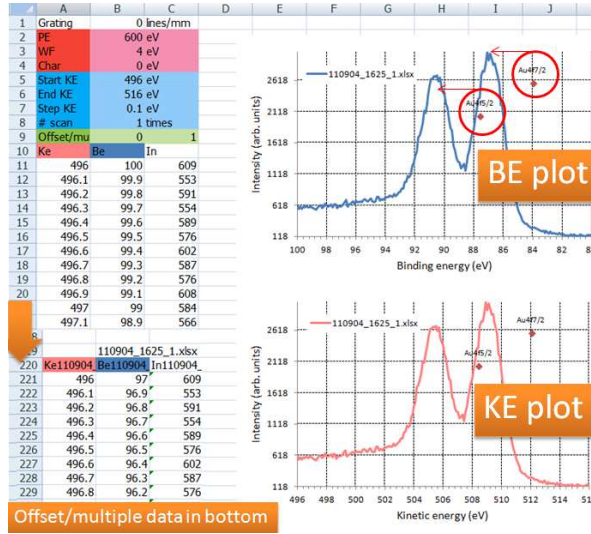 A B C D E F G H I J
1 Grating 0 lines/mm
2 PE 600 eV
3 WF 4 eV
4 Char 0 eV
5 Start KE 496 eV
6 End KE 516 eV
7 Step KE 0.1 eV
8 # scan 1 times
9 Offset/mu 0 1
10 Ke Be In
11 496 100 609
12 496.1 99.9 553
13 496.2 99.8 591
14 496.3 99.7 554
15 496.4 99.6 589
16 496.5 99.5 576
17 496.6 99.4 602
18 496.7 99.3 587
19 496.8 99.2 576
20 496.9 99.1 608
497 99 584
497.1 98.9 566
110904_1625_1.xlsx
220 Ke110904_ Be110904_ In110904_
221 496 97 609
222 496.1 96.9 553
223 496.2 96.8 591
224 496.3 96.7 554
225 496.4 96.6 589
226 496.5 96.5 576
227 496.6 96.4 602
228 496.7 96.3 587
229 496.8 96.2 576
Offset/multiple data in bottom
Intensity (arb. units)
2618
2118
1618
1118
618
118
110904_1625_1.xlsx
Au4f7/2
Au4f5/2
BE plot
100 98 96 94 92 90 88 86 84 82
Binding energy (eV)
Intensity (arb. units)
2618
2118
1618
1118
618
118
110904_1625_1.xlsx
Au4f7/2
Au4f5/2
KE plot
496 498 500 502 504 506 508 510 512 514
Kinetic energy (eV)